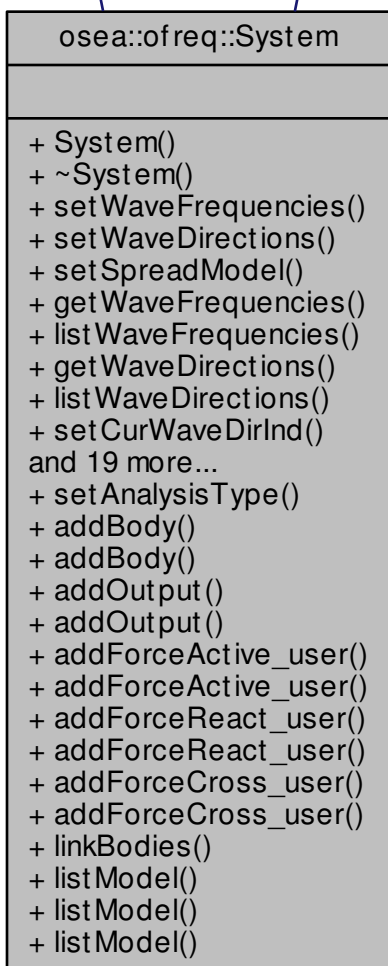 osea::ofreq::System
+ System()
+ ~System()
+ setWaveFrequencies()
+ setWaveDirections()
+ setSpreadModel()
+ getWaveFrequencies()
+ listWaveFrequencies()
+ getWaveDirections()
+ listWaveDirections()
+ setCurWaveDirInd()
and 19 more...
+ setAnalysisType()
+ addBody()
+ addBody()
+ addOutput()
+ addOutput()
+ addForceActive_user()
+ addForceActive_user()
+ addForceReact_user()
+ addForceReact_user()
+ addForceCross_user()
+ addForceCross_user()
+ linkBodies()
+ listModel()
+ listModel()
+ listModel()